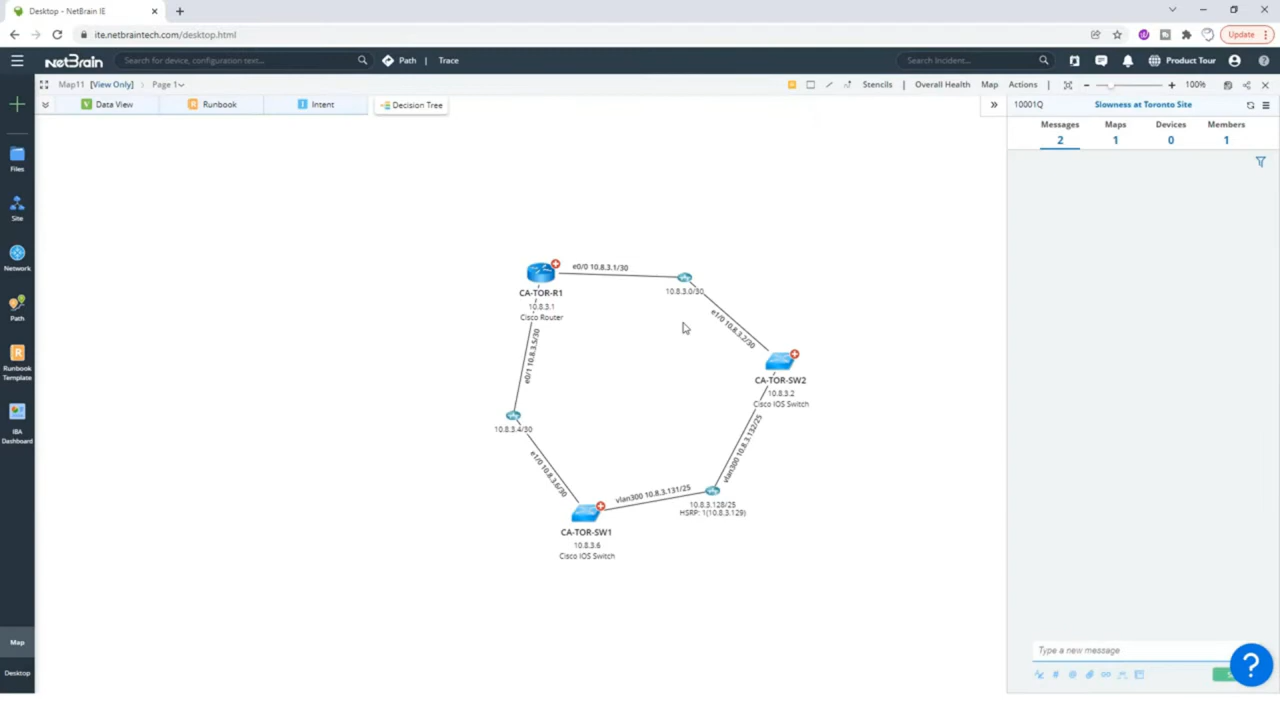 Desktop - NetBrain IE
ite.netbraintech.com/desktop.html
Update
netBrain
Search for device, configuration text...
Path
Trace
Search Incident...
Product Tour
Map11 [View Only]
Page 1
Stencils
Overall Health
Map
Actions
100%
Data View
Runbook
Intent
Decision Tree
10001Q
Slowness at Toronto Site
Messages
Maps
Devices
Members
2
1
0
1
Files
Site
Network
Path
Runbook
Template
IBA
Dashboard
Map
Desktop
e0/0 10.8.3.1/30
CA-TOR-R1
10.8.3.1
Cisco Router
10.8.3.0/30
e1/0 10.8.3.2/30
CA-TOR-SW2
10.8.3.2
Cisco IOS Switch
e0/1 10.8.3.5/30
10.8.3.4/30
e1/0 10.8.3.6/30
vlan300 10.8.3.132/25
vlan300 10.8.3.131/25
10.8.3.128/25
HSRP: 1(10.8.3.129)
CA-TOR-SW1
10.8.3.6
Cisco IOS Switch
Type a new message
?